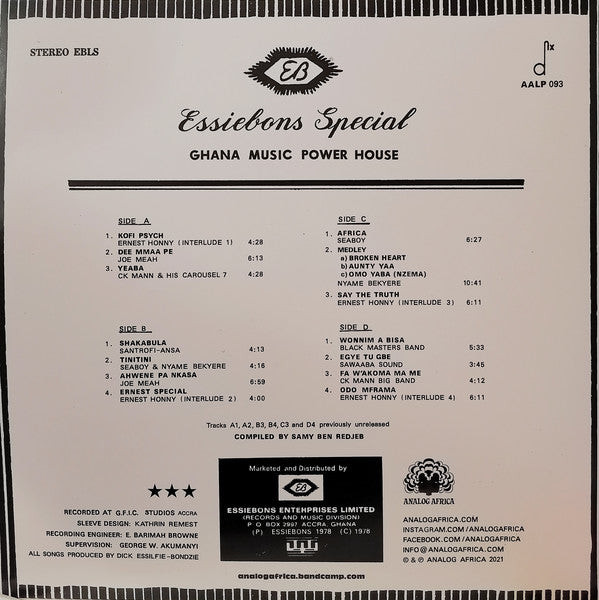 STEREO EBLS
EB
AALP 093
Essiebons Special
GHANA MUSIC POWER HOUSE
SIDE A
1. KOFI PSYCH
ERNEST HONNY (INTERLUDE 1) 4:28
2. DEE MMAA PE
JOE MEAH 6:13
3. YEABA
CK MANN & HIS CAROUSEL 7 4:28
SIDE B
1. SHAKABULA
SANTROFI-ANSA 4:13
2. TINITINI
SEABOY & NYAME BEKYERE 4:16
3. AHWENE PA NKASA
JOE MEAH 6:59
4. ERNEST SPECIAL
ERNEST HONNY (INTERLUDE 2) 4:00
SIDE C
1. AFRICA
SEABOY 6:27
2. MEDLEY
a) BROKEN HEART
b) AUNTY YAA
c) OMO YABA (NZEMA)
NYAME BEKYERE 10:41
3. SAY THE TRUTH
ERNEST HONNY (INTERLUDE 3) 6:11
SIDE D
1. WONNIM A BISA
BLACK MASTERS BAND 5:33
2. EGYE TU GBE
SAWAABA SOUND 3:46
3. FA W'AKOMA MA ME
CK MANN BIG BAND 4:12
4. ODO MFRAMA
ERNEST HONNY (INTERLUDE 4) 6:11
Tracks A1, A2, B3, B4, C3 and D4 previously unreleased
COMPILED BY SAMY BEN REDJEB
RECORDED AT G.F.I.C. STUDIOS ACCRA
SLEEVE DESIGN: KATHRIN REMEST
RECORDING ENGINEER: E. BARIMAH BROWNE
SUPERVISION: GEORGE W. AKUMANYI
ALL SONGS PRODUCED BY DICK ESSILFIE-BONDZIE
Marketed and Distributed by
EB
ESSIEBONS ENTERPRISES LIMITED
(RECORDS AND MUSIC DIVISION)
P O BOX 2997 ACCRA, GHANA
(P) ESSIEBONS 1978 (C) 1978
analogafrica.bandcamp.com
ANALOG AFRICA
ANALOGAFRICA.COM
INSTAGRAM.COM/ANALOGAFRICA
FACEBOOK.COM/ANALOGAFRICA
INFO@ANALOGAFRICA.COM
© & ℗ ANALOG AFRICA 2021